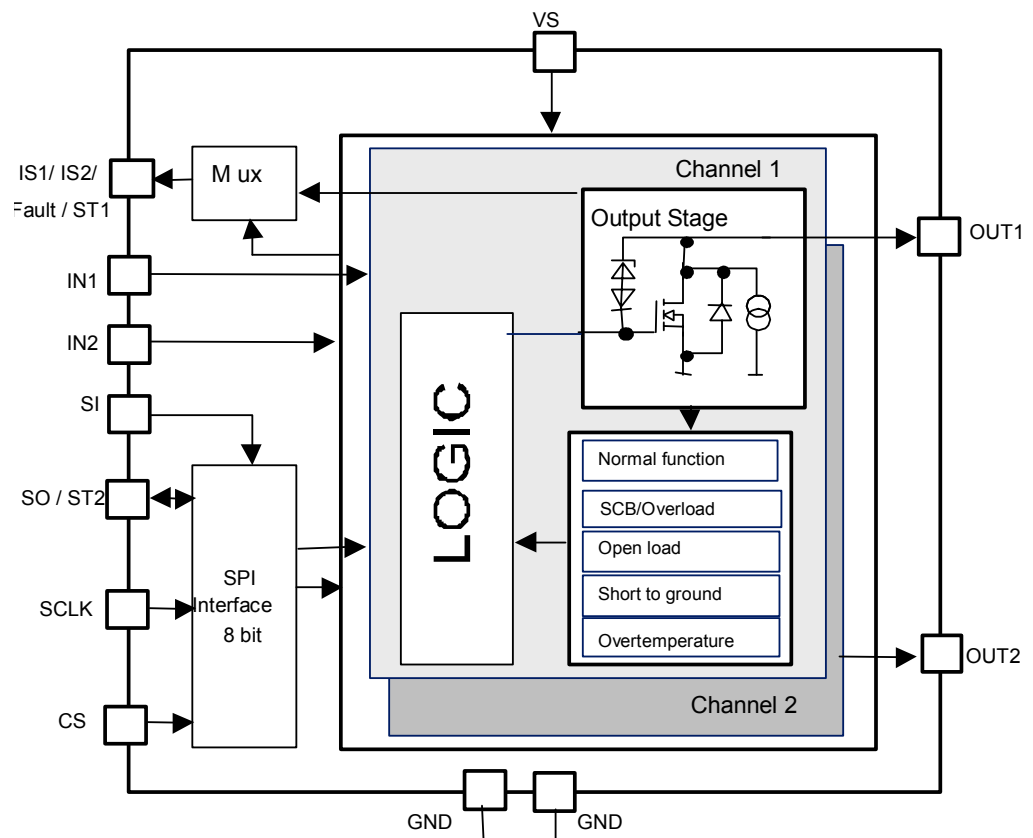 VS
IS1/ IS2/
Fault / ST1
M ux
Channel 1
Output Stage
OUT1
IN1
IN2
SI
LOGIC
Normal function
SCB/Overload
Open load
Short to ground
Overtemperature
SO / ST2
SPI
Interface
8 bit
SCLK
OUT2
CS
Channel 2
GND
GND